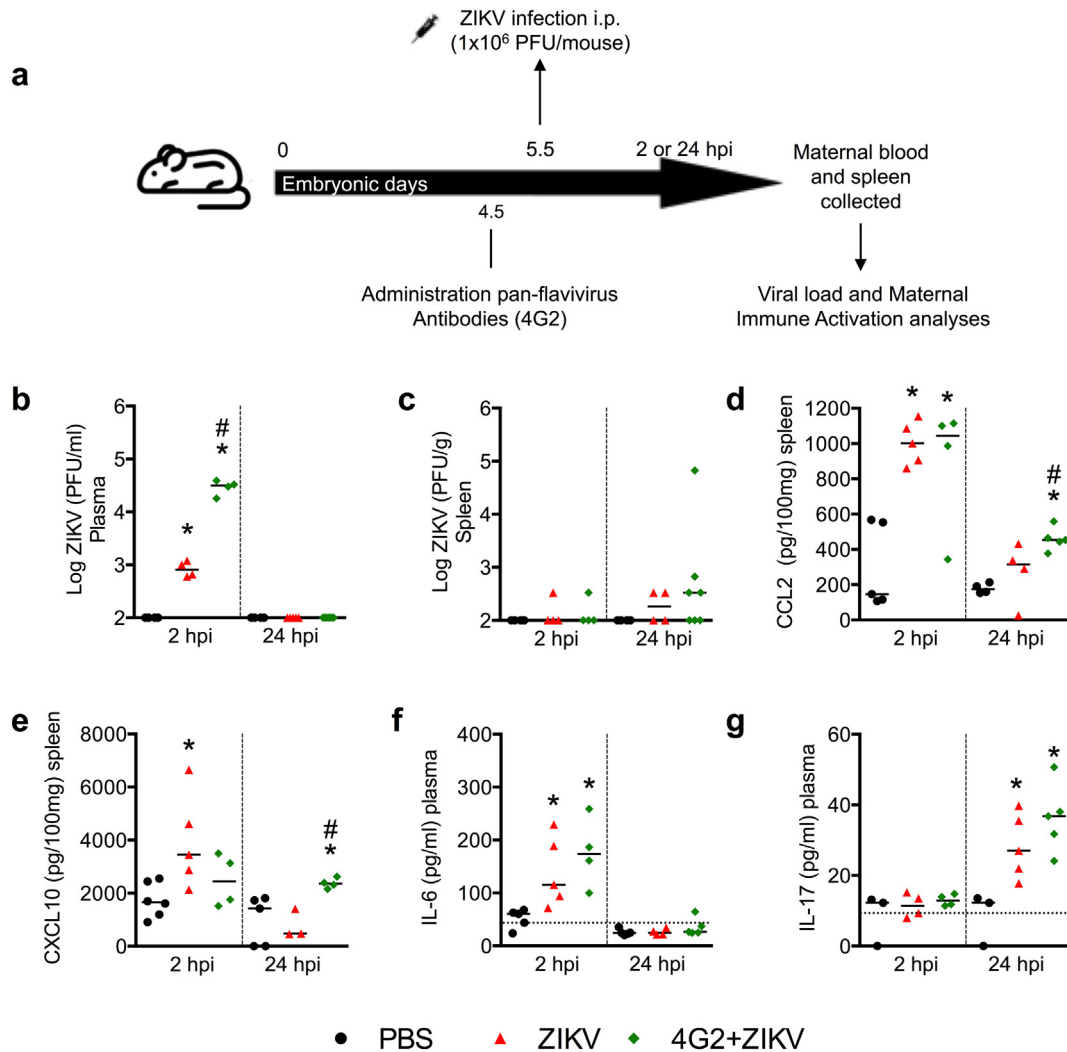 ZIKV infection i.p.
(1x10⁶ PFU/mouse)
a
0
5.5
2 or 24 hpi
Embryonic days
4.5
Maternal blood
and spleen
collected
Administration pan-flavivirus
Antibodies (4G2)
Viral load and Maternal
Immune Activation analyses
b
Log ZIKV (PFU/ml)
Plasma
6
5
4
3
2
*
#
*
2 hpi
24 hpi
c
Log ZIKV (PFU/g)
Spleen
6
5
4
3
2
2 hpi
24 hpi
d
CCL2 (pg/100mg) spleen
1200
1000
800
600
400
200
0
*
*
#
*
2 hpi
24 hpi
e
CXCL10 (pg/100mg) spleen
8000
6000
4000
2000
0
*
#
*
2 hpi
24 hpi
f
IL-6 (pg/ml) plasma
400
300
200
100
0
*
*
2 hpi
24 hpi
g
IL-17 (pg/ml) plasma
60
40
20
0
*
*
2 hpi
24 hpi
PBS
ZIKV
4G2+ZIKV